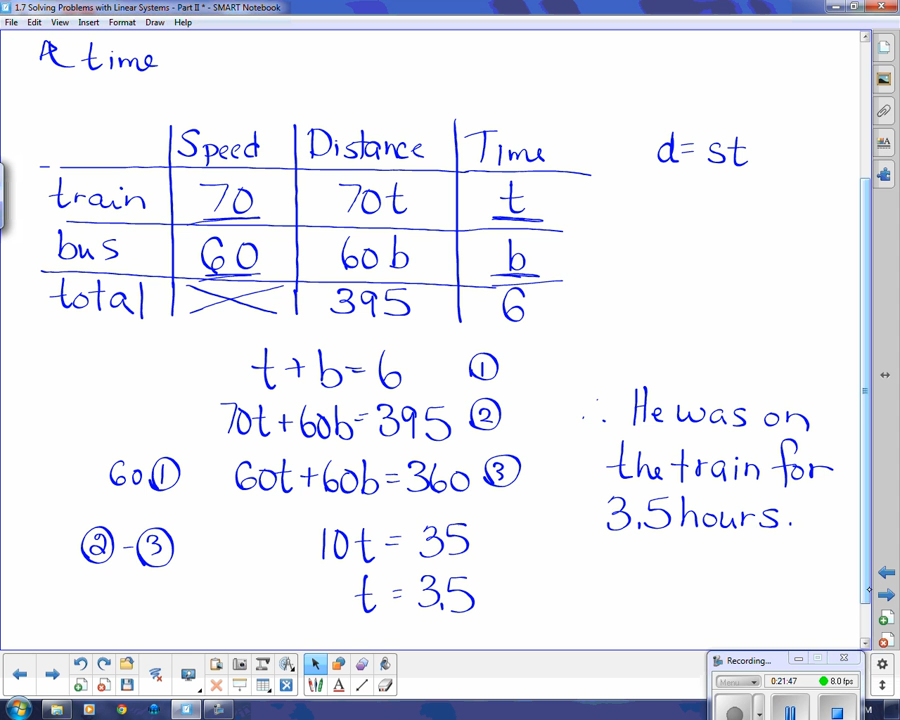 1.7 Solving Problems with Linear Systems - Part II * - SMART Notebook
File Edit View Insert Format Draw Help
time
Speed Distance Time
d = st
train 70 70t t
bus 60 60b b
total 395 6
t + b = 6 ①
70t + 60b = 395 ②
60① 60t + 60b = 360 ③
② - ③ 10t = 35
t = 3.5
∴ He was on
the train for
3.5 hours.
Recording...
Menu
0:21:47 8.0 fps